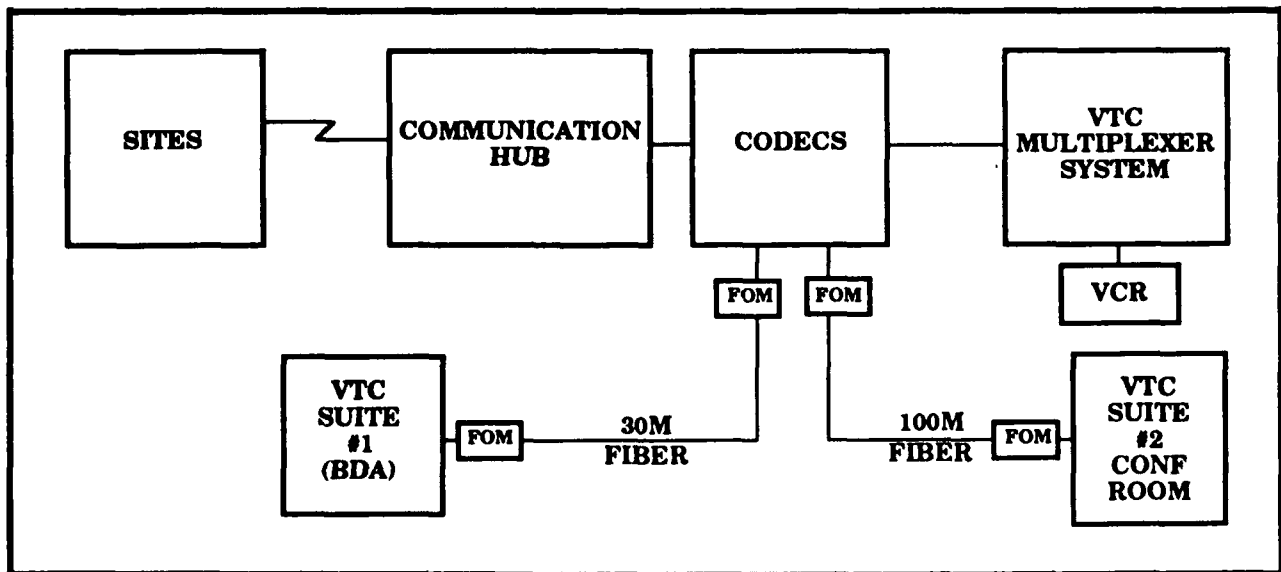 SITES
COMMUNICATION
HUB
CODECS
VTC
MULTIPLEXER
SYSTEM
FOM
FOM
VCR
VTC
SUITE
#1
(BDA)
FOM
30M
FIBER
100M
FIBER
FOM
VTC
SUITE
#2
CONF
ROOM